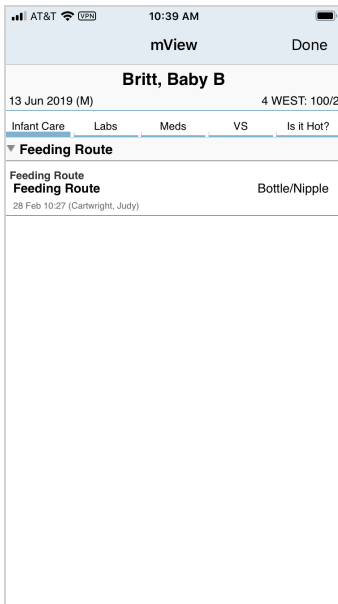 AT&T VPN 10:39 AM
mView Done
Britt, Baby B
13 Jun 2019 (M) 4 WEST: 100/2
Infant Care Labs Meds VS Is it Hot?
Feeding Route
Feeding Route
Feeding Route Bottle/Nipple
28 Feb 10:27 (Cartwright, Judy)